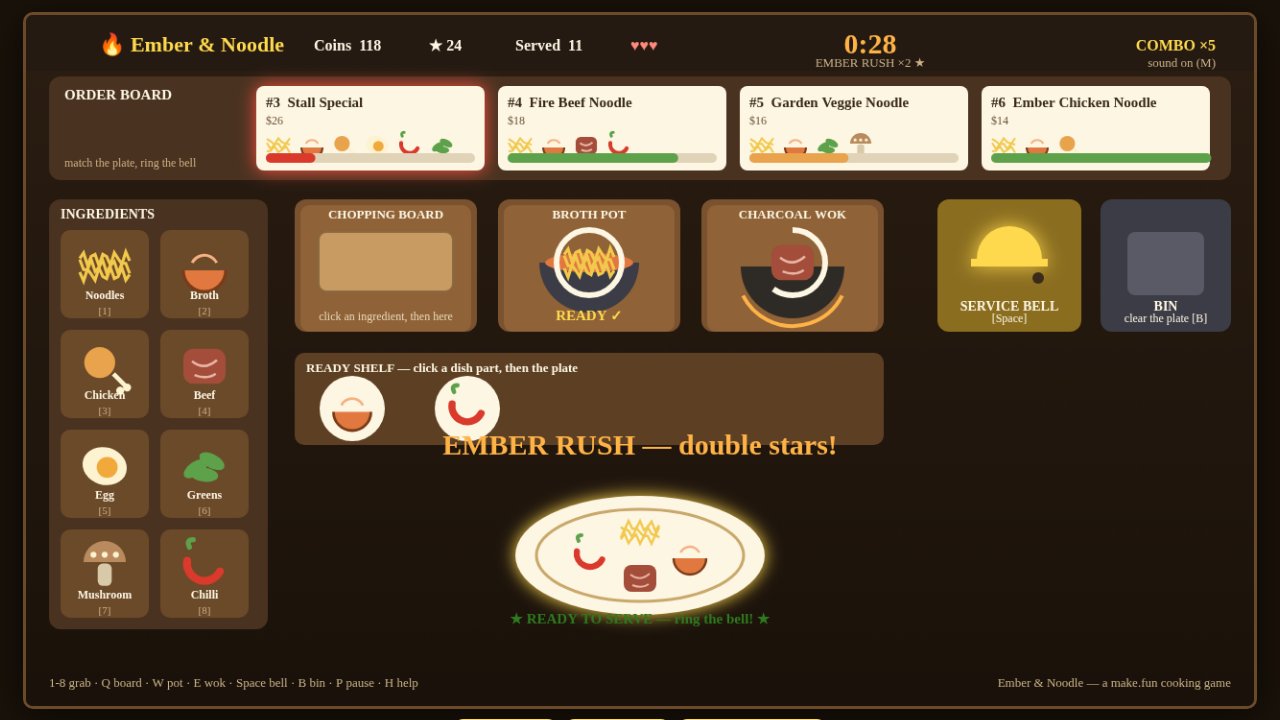 🔥 Ember & Noodle
Coins 118
★ 24
Served 11
♥♥♥
0:28
EMBER RUSH ×2 ★
COMBO ×5
sound on (M)
ORDER BOARD
match the plate, ring the bell
#3 Stall Special
$26
#4 Fire Beef Noodle
$18
#5 Garden Veggie Noodle
$16
#6 Ember Chicken Noodle
$14
INGREDIENTS
Noodles
[1]
Broth
[2]
Chicken
[3]
Beef
[4]
Egg
[5]
Greens
[6]
Mushroom
[7]
Chilli
[8]
CHOPPING BOARD
click an ingredient, then here
BROTH POT
READY ✓
CHARCOAL WOK
SERVICE BELL
[Space]
BIN
clear the plate [B]
READY SHELF — click a dish part, then the plate
EMBER RUSH — double stars!
★ READY TO SERVE — ring the bell! ★
1-8 grab · Q board · W pot · E wok · Space bell · B bin · P pause · H help
Ember & Noodle — a make.fun cooking game